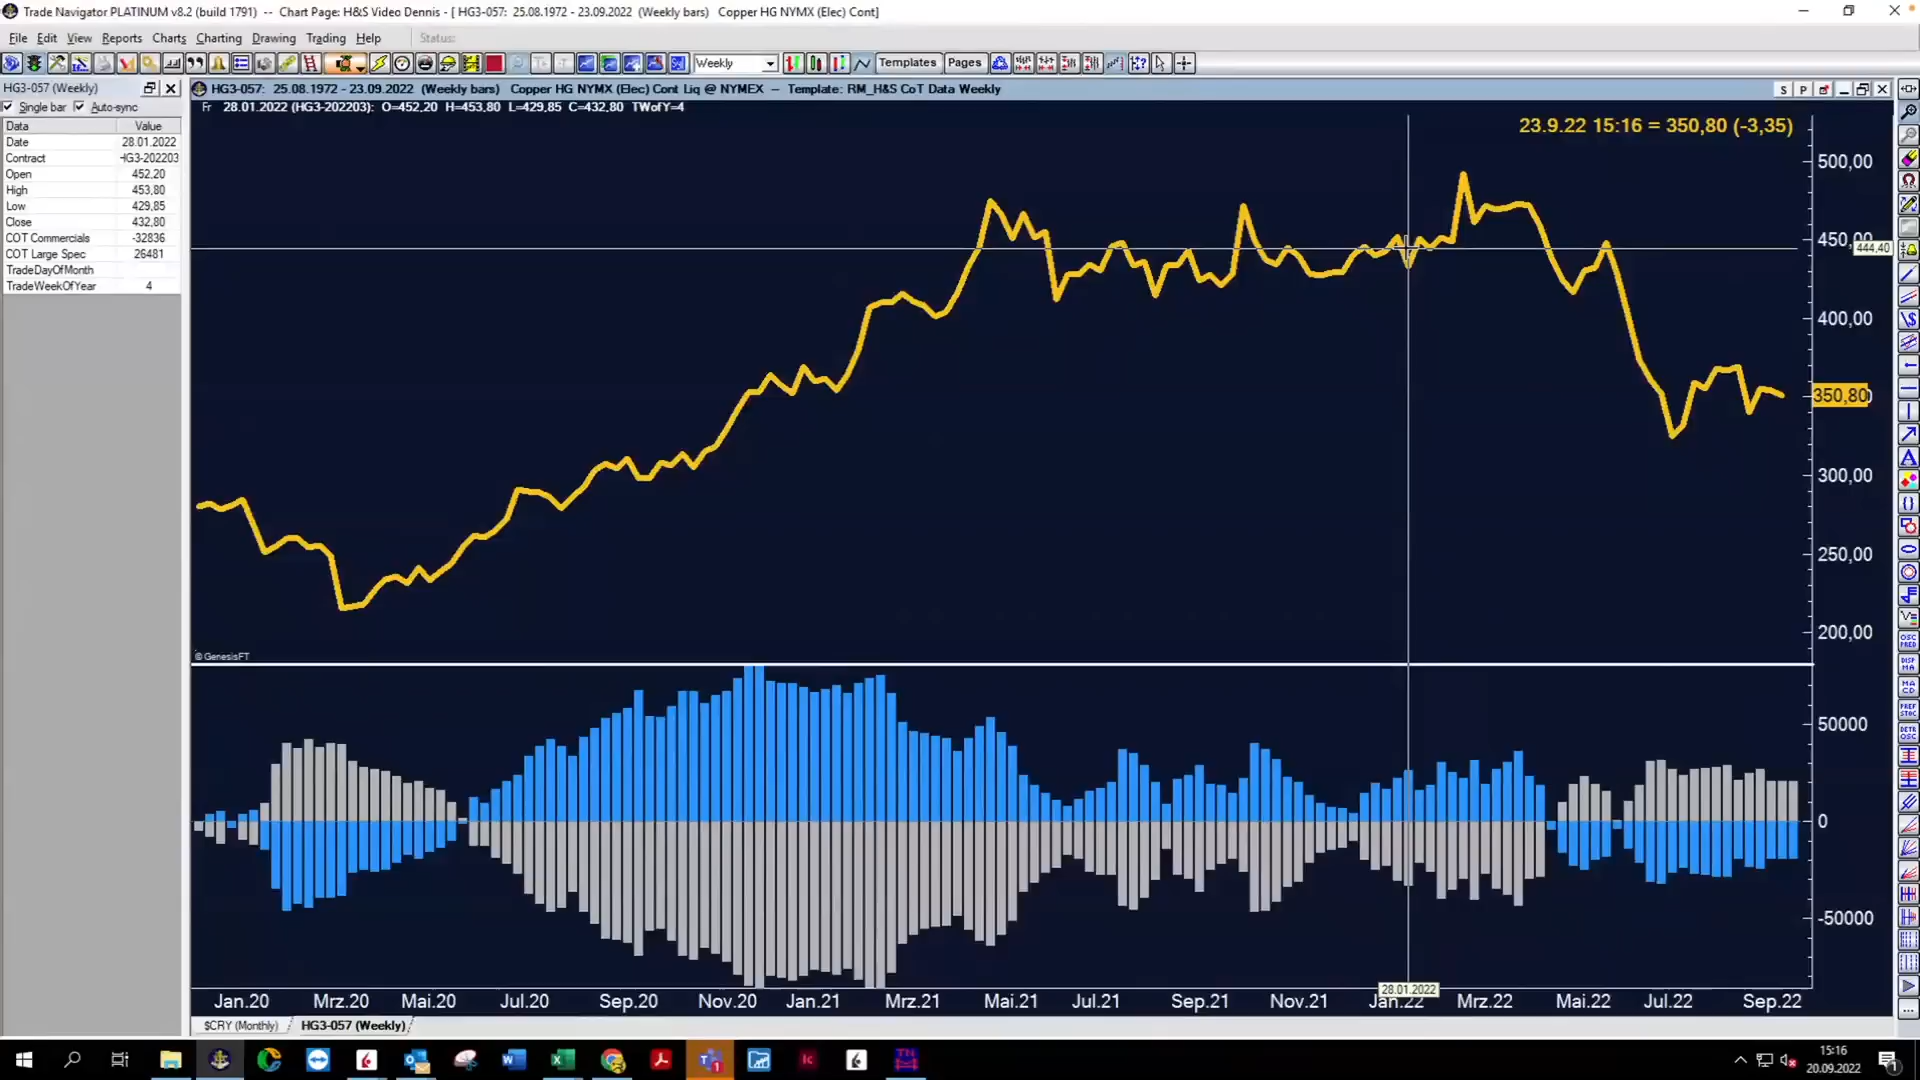 Trade Navigator PLATINUM v8.2 (build 1791) -- Chart Page: H&S Video Dennis - [ HG3-057: 25.08.1972 - 23.09.2022 (Weekly bars) Copper HG NYMX (Elec) Cont]
File Edit View Reports Charts Charting Drawing Trading Help Status:
Weekly Templates Pages
HG3-057 (Weekly)
Single bar Auto-sync
Data Value
Date 28.01.2022
Contract HG3-202203
Open 452,20
High 453,80
Low 429,85
Close 432,80
COT Commercials -32836
COT Large Spec 26481
TradeDayOfMonth
TradeWeekOfYear 4
HG3-057: 25.08.1972 - 23.09.2022 (Weekly bars) Copper HG NYMX (Elec) Cont Liq @ NYMEX -- Template: RM_H&S CoT Data Weekly
S P
Fr 28.01.2022 (HG3-202203): O=452,20 H=453,80 L=429,85 C=432,80 TWofY=4
23.9.22 15:16 = 350,80 (-3,35)
500,00
450,00
444,40
400,00
350,80
300,00
250,00
200,00
© GenesisFT
50000
0
-50000
28.01.2022
Jan.20 Mrz.20 Mai.20 Jul.20 Sep.20 Nov.20 Jan.21 Mrz.21 Mai.21 Jul.21 Sep.21 Nov.21 Jan.22 Mrz.22 Mai.22 Jul.22 Sep.22
$CRY (Monthly) HG3-057 (Weekly)
15:16
20.09.2022